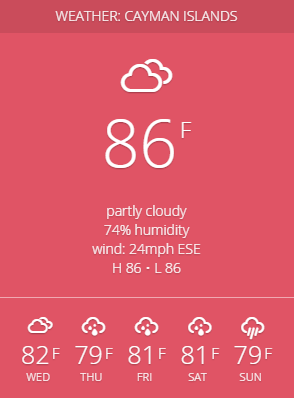 WEATHER: CAYMAN ISLANDS
86 F
partly cloudy
74% humidity
wind: 24mph ESE
H 86 • L 86
82 F 79 F 81 F 81 F 79 F
WED THU FRI SAT SUN